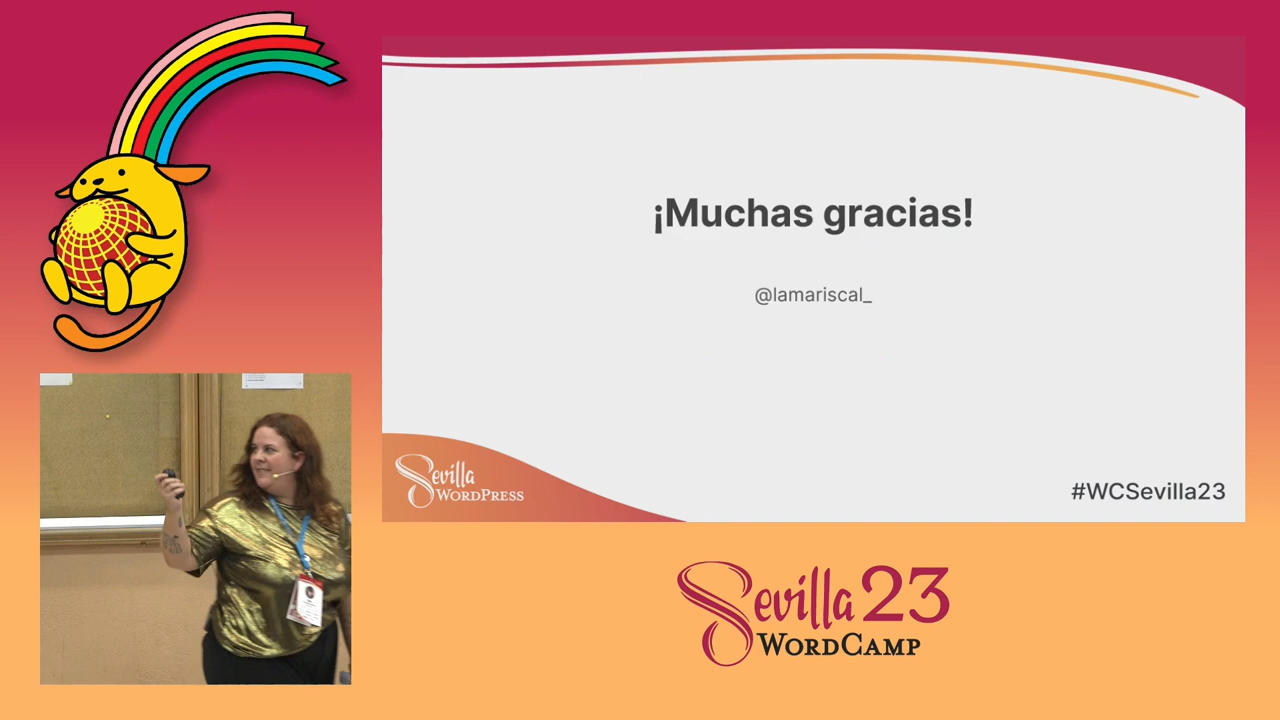 ¡Muchas gracias!
@lamariscal_
Sevilla
WORDPRESS
#WCSevilla23
Sevilla 23
WORDCAMP